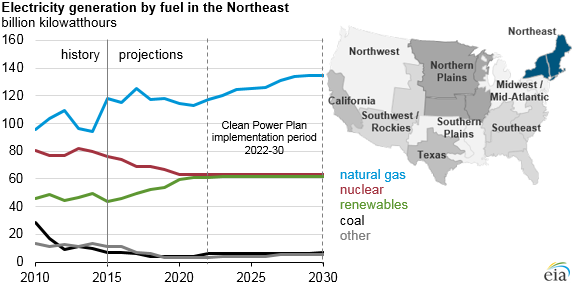 Electricity generation by fuel in the Northeast
billion kilowatthours
160
140
120
100
80
60
40
20
0
2010
2015
2020
2025
2030
history
projections
Clean Power Plan
implementation period
2022-30
natural gas
nuclear
renewables
coal
other
Northeast
Northwest
Northern
Plains
Midwest /
Mid-Atlantic
California
Southwest /
Rockies
Southern
Plains
Southeast
Texas
eia